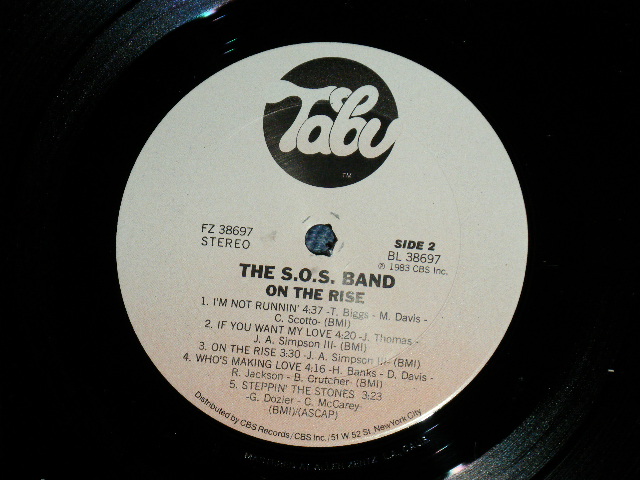 Tabu
TM
FZ 38697
STEREO
SIDE 2
BL 38697
℗ 1983 CBS Inc.
THE S.O.S. BAND
ON THE RISE
1. I'M NOT RUNNIN' 4:37 -T. Biggs - M. Davis -
C. Scotto- (BMI)
2. IF YOU WANT MY LOVE 4:20 -J. Thomas -
J. A. Simpson III- (BMI)
3. ON THE RISE 3:30 -J. A. Simpson III- (BMI)
4. WHO'S MAKING LOVE 4:16 -H. Banks - D. Davis -
R. Jackson - B. Crutcher- (BMI)
5. STEPPIN' THE STONES 3:23
-G. Dozier - C. McCarey-
(BMI)/(ASCAP)
Distributed by CBS Records/CBS Inc./51 W 52 St. New York City